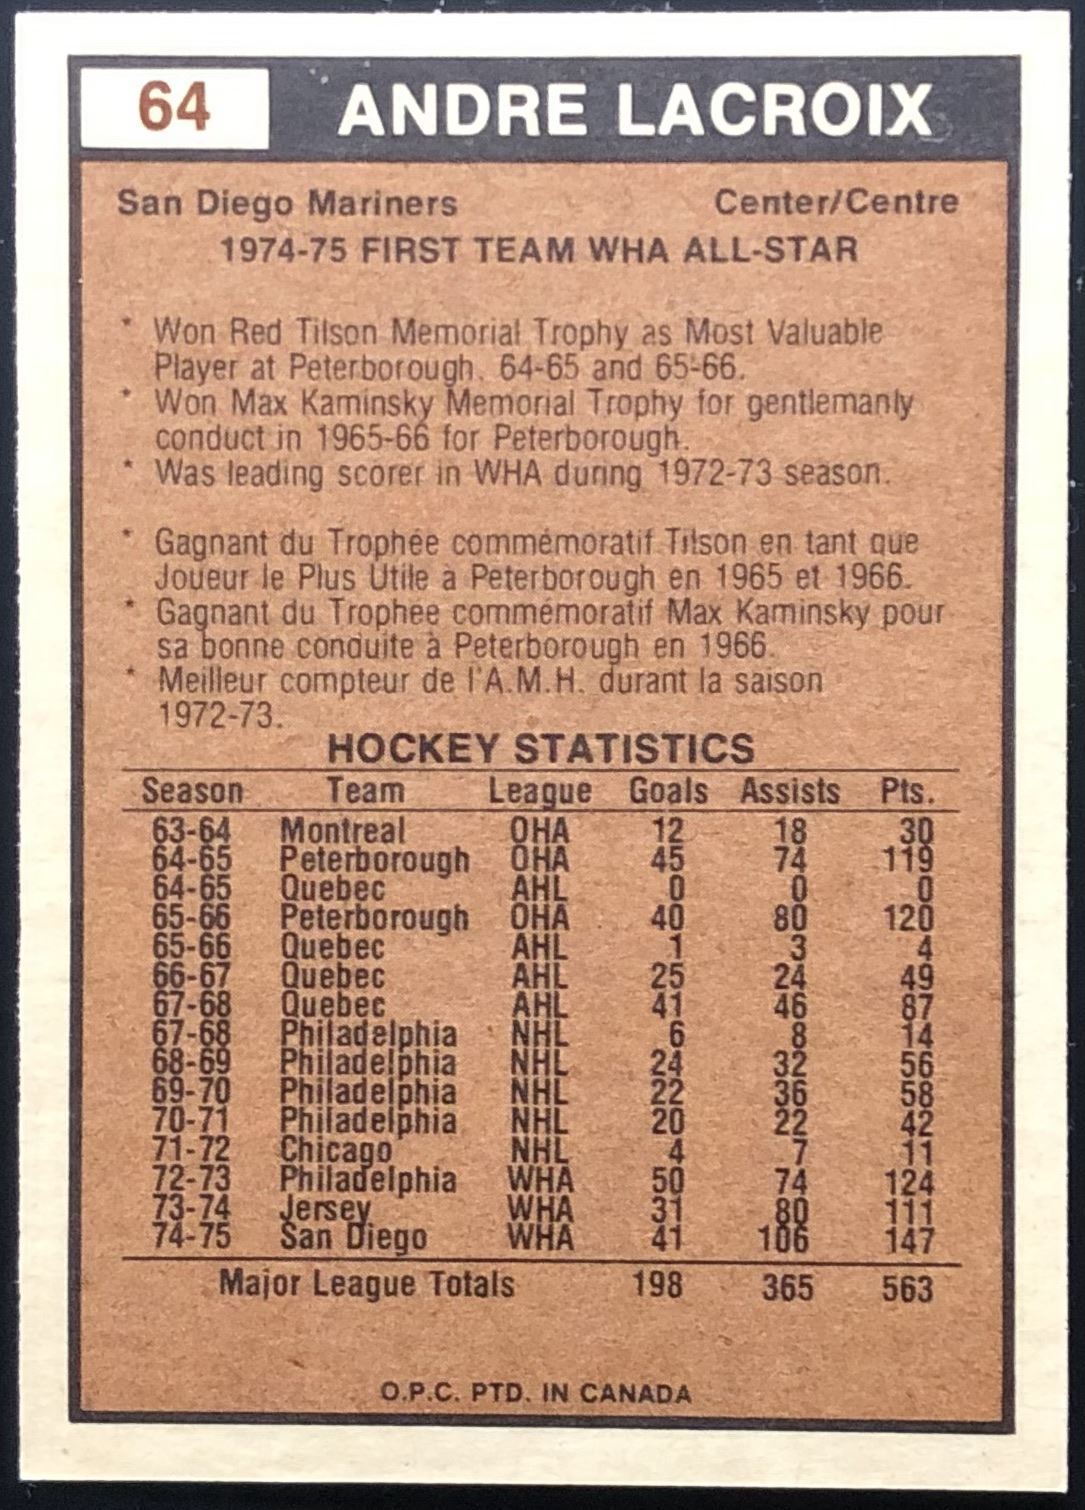 64 ANDRE LACROIX
San Diego Mariners Center/Centre
1974-75 FIRST TEAM WHA ALL-STAR
* Won Red Tilson Memorial Trophy as Most Valuable
Player at Peterborough, 64-65 and 65-66.
* Won Max Kaminsky Memorial Trophy for gentlemanly
conduct in 1965-66 for Peterborough.
* Was leading scorer in WHA during 1972-73 season.
* Gagnant du Trophée commémoratif Tilson en tant que
Joueur le Plus Utile à Peterborough en 1965 et 1966.
* Gagnant du Trophée commémoratif Max Kaminsky pour
sa bonne conduite à Peterborough en 1966.
* Meilleur compteur de l'A.M.H. durant la saison
1972-73.
HOCKEY STATISTICS
Season Team League Goals Assists Pts.
63-64 Montreal OHA 12 18 30
64-65 Peterborough OHA 45 74 119
64-65 Quebec AHL 0 0 0
65-66 Peterborough OHA 40 80 120
65-66 Quebec AHL 1 3 4
66-67 Quebec AHL 25 24 49
67-68 Quebec AHL 41 46 87
67-68 Philadelphia NHL 6 8 14
68-69 Philadelphia NHL 24 32 56
69-70 Philadelphia NHL 22 36 58
70-71 Philadelphia NHL 20 22 42
71-72 Chicago NHL 4 7 11
72-73 Philadelphia WHA 50 74 124
73-74 Jersey WHA 31 80 111
74-75 San Diego WHA 41 106 147
Major League Totals 198 365 563
O.P.C. PTD. IN CANADA